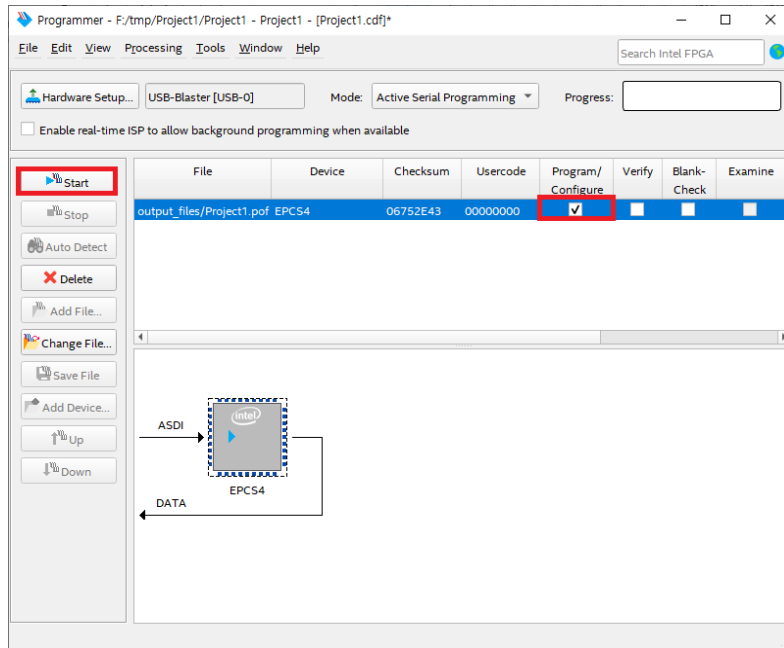 Programmer - F:/tmp/Project1/Project1 - Project1 - [Project1.cdf]*
File Edit View Processing Tools Window Help
Search Intel FPGA
Hardware Setup... USB-Blaster [USB-0] Mode: Active Serial Programming Progress:
Enable real-time ISP to allow background programming when available
Start
Stop
Auto Detect
Delete
Add File...
Change File...
Save File
Add Device...
Up
Down
File Device Checksum Usercode Program/ Verify Blank- Examine
Configure Check
output_files/Project1.pof EPCS4 06752E43 00000000
intel
ASDI
EPCS4
DATA